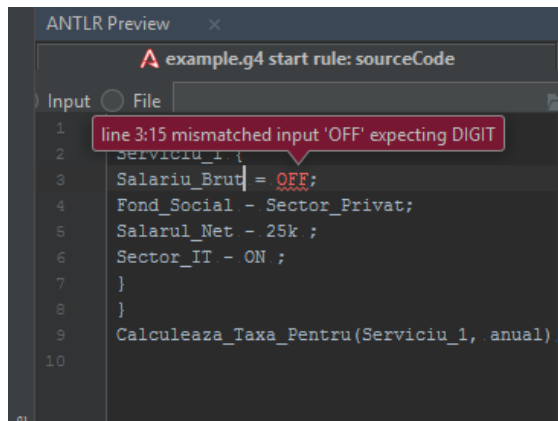 ANTLR Preview
example.g4 start rule: sourceCode
Input File
1
line 3:15 mismatched input 'OFF' expecting DIGIT
2 Serviciu_1 {
3 Salariu_Brut = OFF;
4 Fond_Social - Sector_Privat;
5 Salarul_Net - 25k ;
6 Sector_IT - ON ;
7 }
8 }
9 Calculeaza_Taxa_Pentru(Serviciu_1, anual)
10